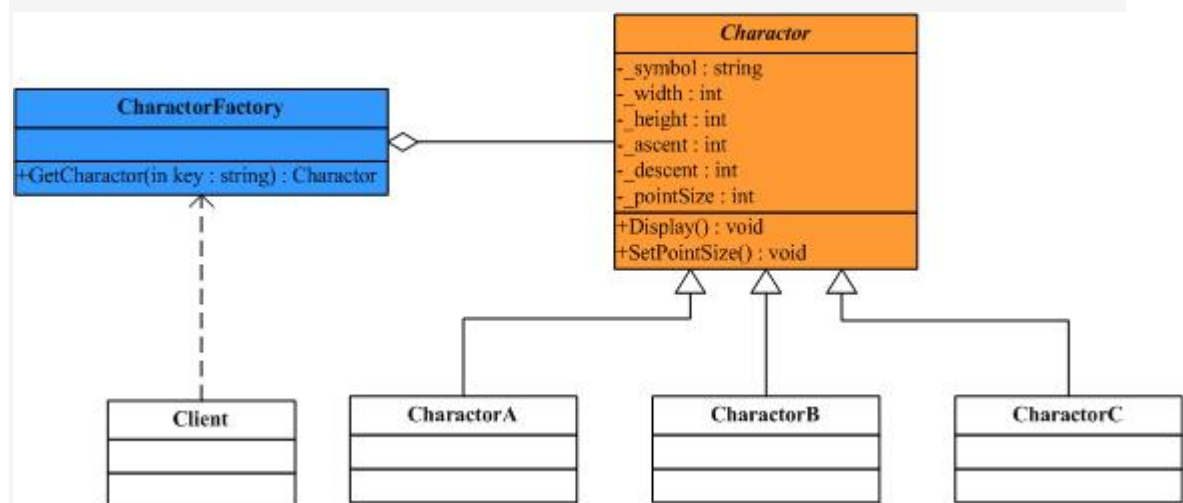 Charactor
-_symbol : string
-_width : int
-_height : int
-_ascent : int
-_descent : int
-_pointSize : int
+Display() : void
+SetPointSize() : void
CharactorFactory
+GetCharactor(in key : string) : Charactor
Client
CharactorA
CharactorB
CharactorC